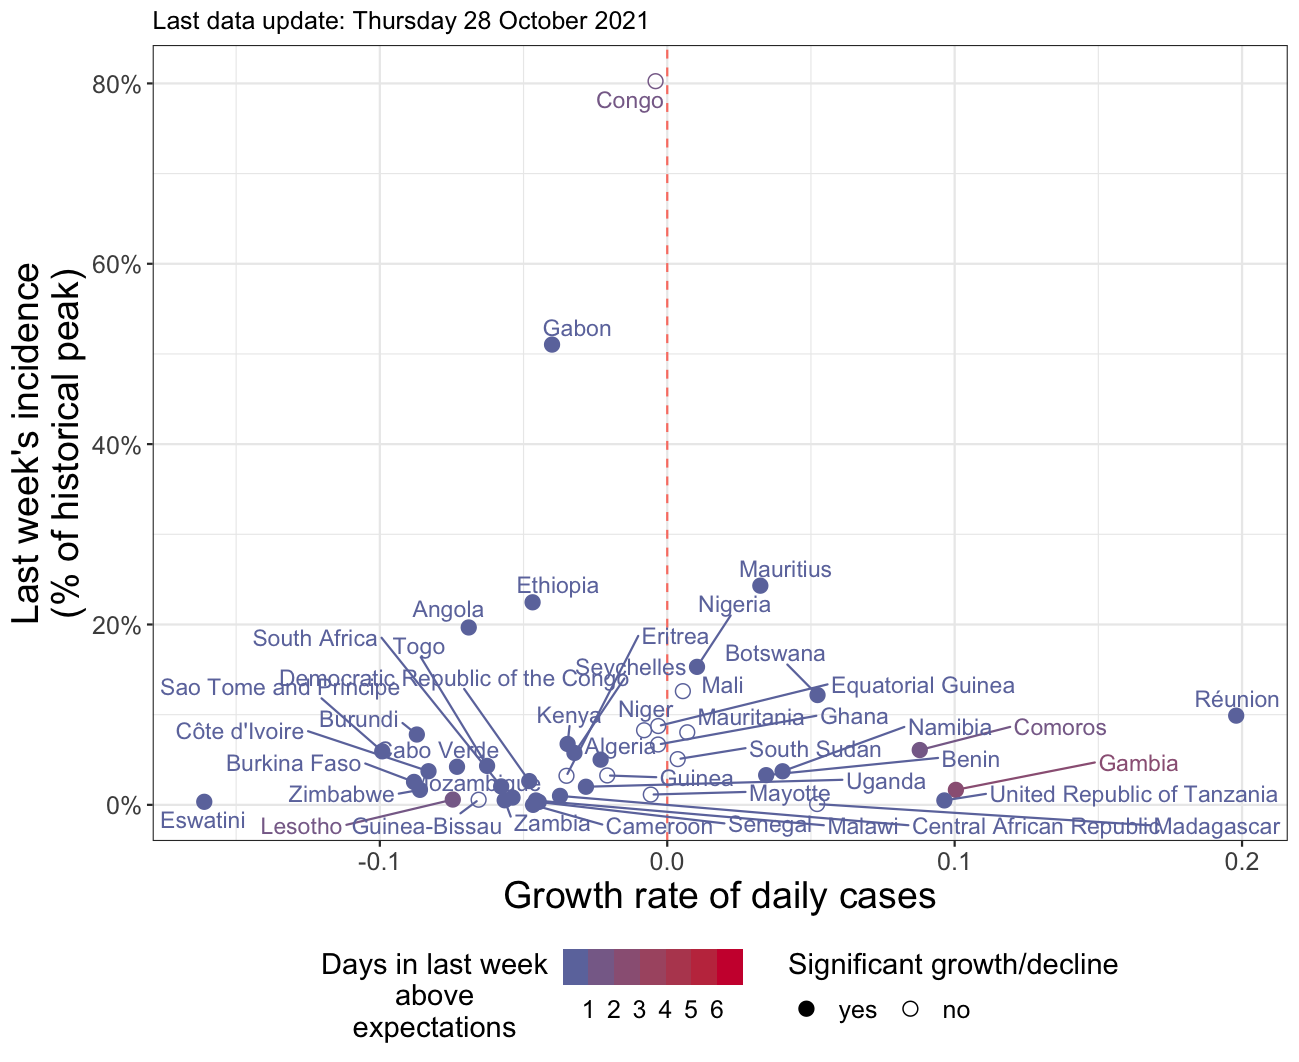 Last data update: Thursday 28 October 2021
Last week's incidence
(% of historical peak)
80%
60%
40%
20%
0%
Congo
Gabon
Mauritius
Ethiopia
Nigeria
Angola
South Africa
Togo
Eritrea
Botswana
Seychelles
Democratic Republic of the Congo
Sao Tome and Principe
Mali
Equatorial Guinea
Réunion
Niger
Kenya
Mauritania
Ghana
Burundi
Namibia
Comoros
Côte d'Ivoire
Cabo Verde
Algeria
South Sudan
Benin
Burkina Faso
Gambia
Mozambique
Guinea
Uganda
Zimbabwe
Mayotte
United Republic of Tanzania
Eswatini
Lesotho
Guinea-Bissau
Zambia
Cameroon
Senegal
Malawi
Central African Republic
Madagascar
-0.1
0.0
0.1
0.2
Growth rate of daily cases
Days in last week
above
expectations
1 2 3 4 5 6
Significant growth/decline
yes
no